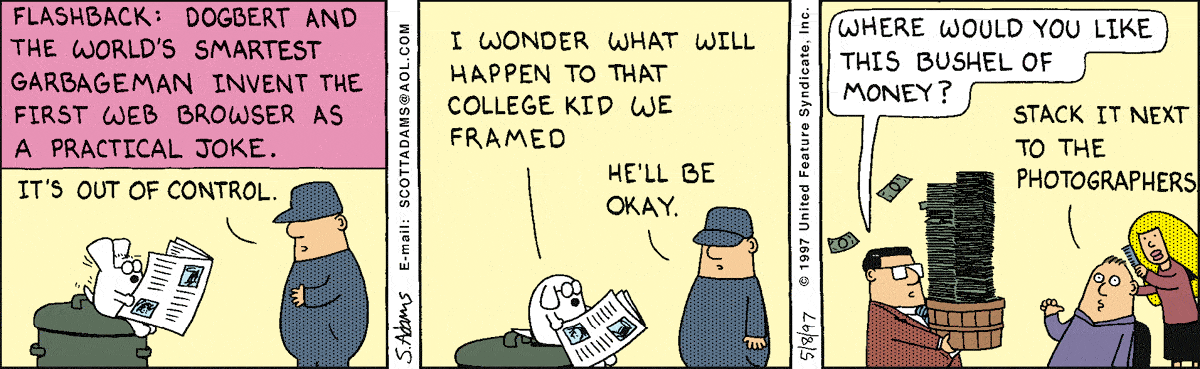 FLASHBACK: DOGBERT AND
THE WORLD'S SMARTEST
GARBAGEMAN INVENT THE
FIRST WEB BROWSER AS
A PRACTICAL JOKE.
IT'S OUT OF CONTROL.
S. Adams
E-mail: SCOTTADAMS@AOL.COM
I WONDER WHAT WILL
HAPPEN TO THAT
COLLEGE KID WE
FRAMED
HE'LL BE
OKAY.
5/8/97
© 1997 United Feature Syndicate, Inc.
WHERE WOULD YOU LIKE
THIS BUSHEL OF
MONEY?
STACK IT NEXT
TO THE
PHOTOGRAPHERS